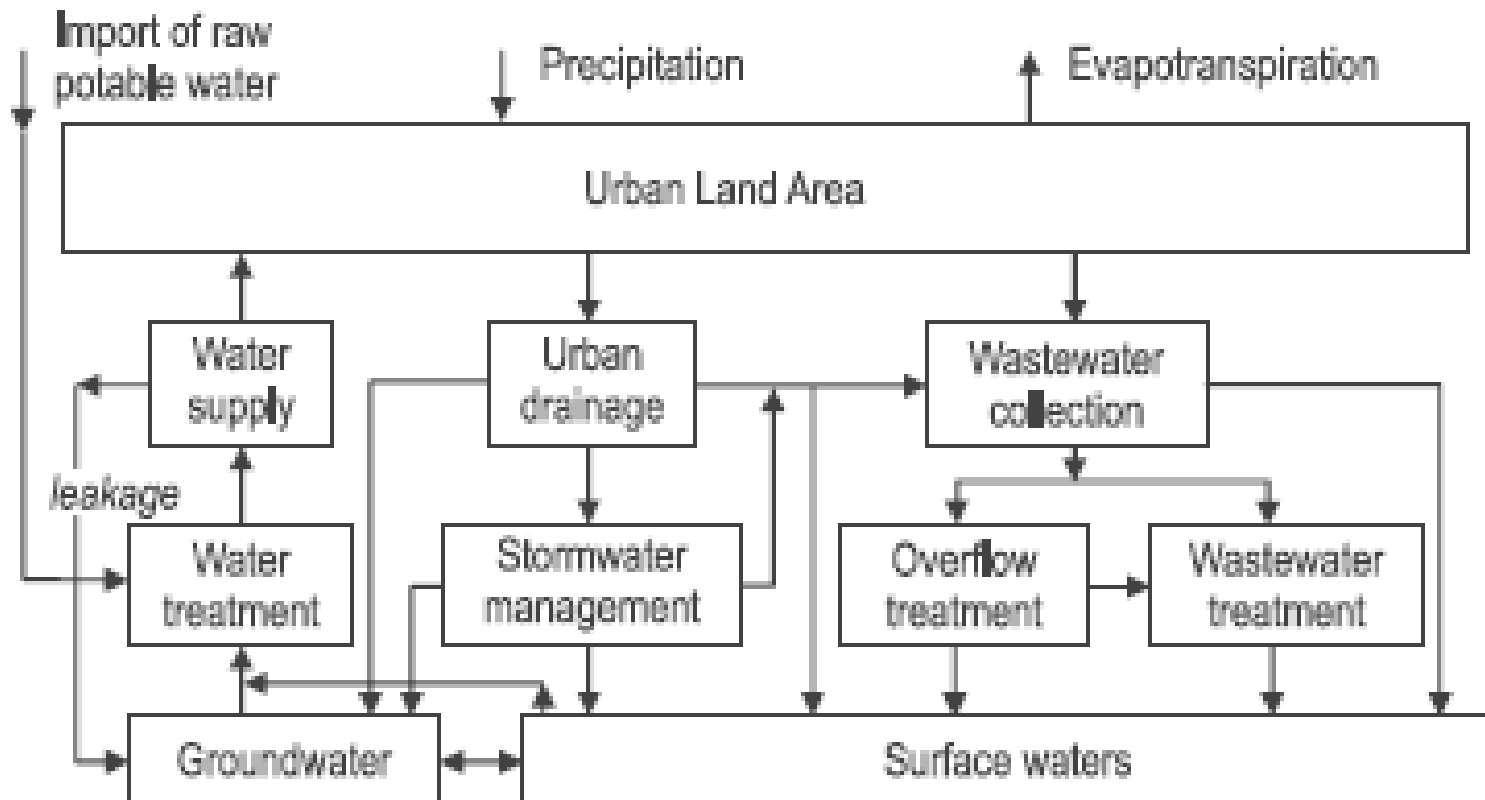 Import of raw
potable water
Precipitation
Evapotranspiration
Urban Land Area
Water
supply
Urban
drainage
Wastewater
collection
leakage
Water
treatment
Stormwater
management
Overflow
treatment
Wastewater
treatment
Groundwater
Surface waters